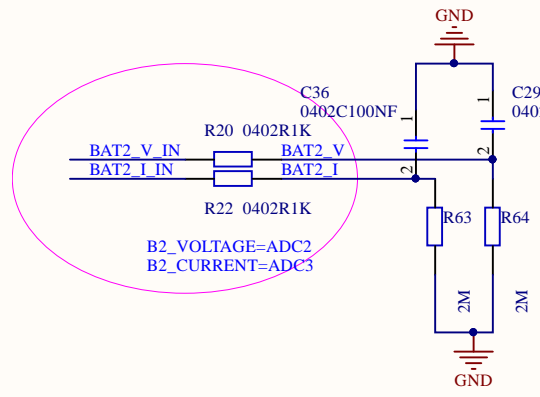 GND
C36
0402C100NF
C29
0402
1
1
R20 0402R1K
BAT2_V_IN
BAT2_V
2
BAT2_I_IN
BAT2_I
2
R22 0402R1K
R63
R64
B2_VOLTAGE=ADC2
B2_CURRENT=ADC3
2M
2M
GND